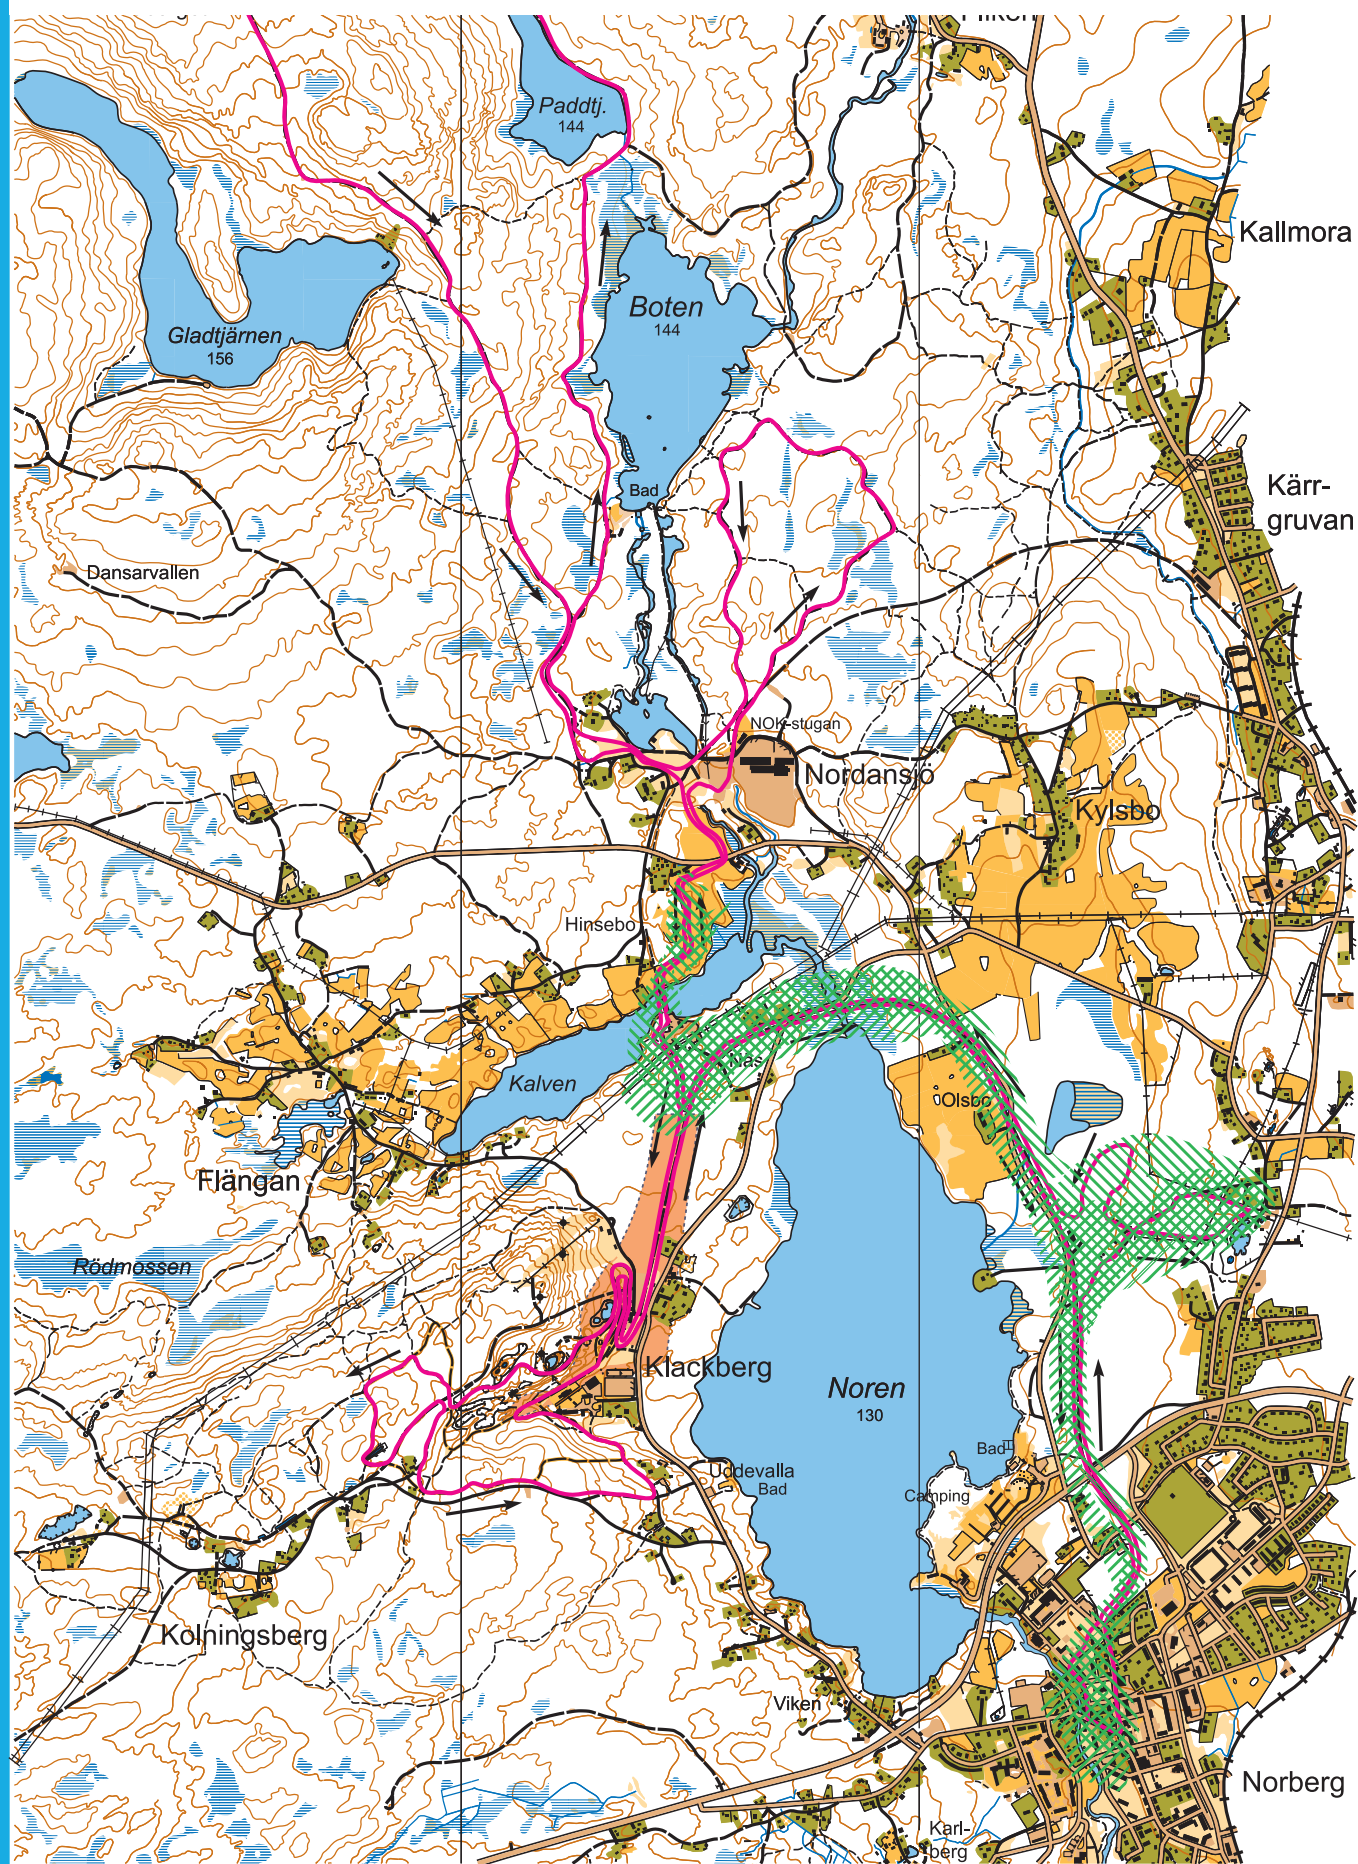 Paddtj.
144
Kallmora
Boten
144
Gladtjärnen
156
Bad
Kärr-
gruvan
Dansarvallen
NOK-stugan
Nordansjö
Kylsbo
Hinsebo
Näs
Kalven
Olsbo
Flängan
Rödmossen
Klackberg
Noren
130
Bad
Uddevalla
Bad
Camping
Kolningsberg
Viken
Norberg
Karl-
berg